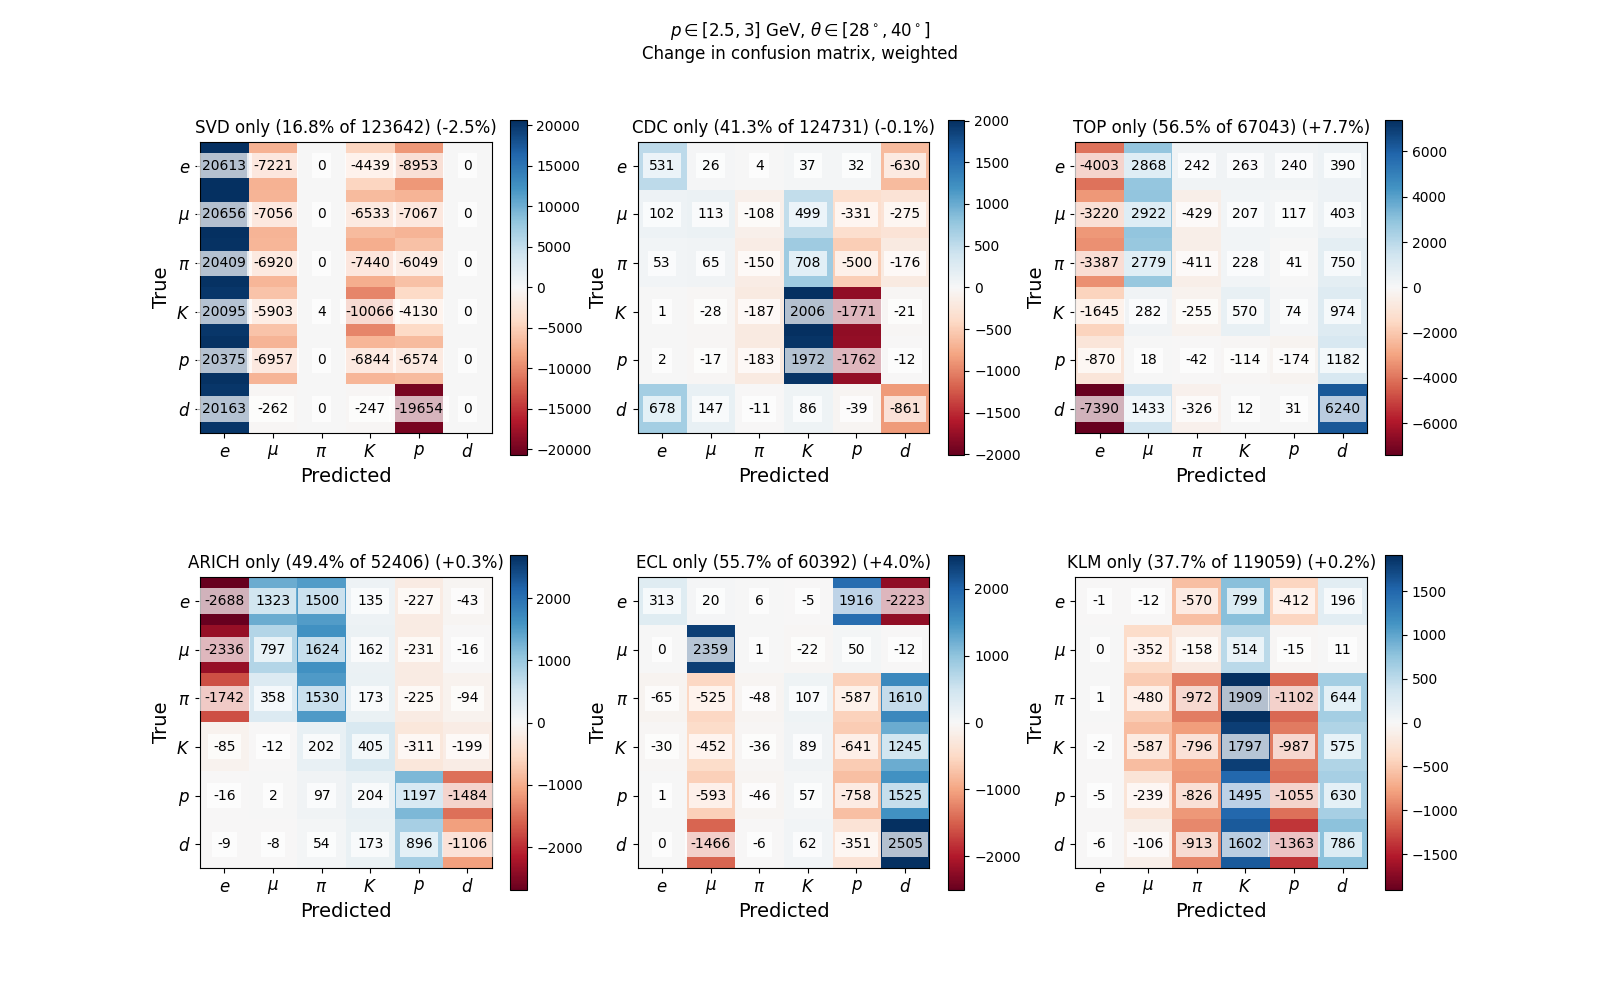 p ∈ [2.5, 3] GeV, θ ∈ [28°, 40°]
Change in confusion matrix, weighted
SVD only (16.8% of 123642) (-2.5%)
e 20613 -7221 0 -4439 -8953 0
μ 20656 -7056 0 -6533 -7067 0
π 20409 -6920 0 -7440 -6049 0
K 20095 -5903 4 -10066 -4130 0
p 20375 -6957 0 -6844 -6574 0
d 20163 -262 0 -247 -19654 0
e μ π K p d
Predicted
True
20000
15000
10000
5000
0
−5000
−10000
−15000
−20000
CDC only (41.3% of 124731) (-0.1%)
531 26 4 37 32 -630
102 113 -108 499 -331 -275
53 65 -150 708 -500 -176
1 -28 -187 2006 -1771 -21
2 -17 -183 1972 -1762 -12
678 147 -11 86 -39 -861
e μ π K p d
Predicted
True
2000
1500
1000
500
0
−500
−1000
−1500
−2000
TOP only (56.5% of 67043) (+7.7%)
-4003 2868 242 263 240 390
-3220 2922 -429 207 117 403
-3387 2779 -411 228 41 750
-1645 282 -255 570 74 974
-870 18 -42 -114 -174 1182
-7390 1433 -326 12 31 6240
e μ π K p d
Predicted
True
6000
4000
2000
0
−2000
−4000
−6000
ARICH only (49.4% of 52406) (+0.3%)
e -2688 1323 1500 135 -227 -43
μ -2336 797 1624 162 -231 -16
π -1742 358 1530 173 -225 -94
K -85 -12 202 405 -311 -199
p -16 2 97 204 1197 -1484
d -9 -8 54 173 896 -1106
e μ π K p d
Predicted
True
2000
1000
0
−1000
−2000
ECL only (55.7% of 60392) (+4.0%)
313 20 6 -5 1916 -2223
0 2359 1 -22 50 -12
-65 -525 -48 107 -587 1610
-30 -452 -36 89 -641 1245
1 -593 -46 57 -758 1525
0 -1466 -6 62 -351 2505
e μ π K p d
Predicted
True
2000
1000
0
−1000
−2000
KLM only (37.7% of 119059) (+0.2%)
e -1 -12 -570 799 -412 196
μ 0 -352 -158 514 -15 11
π 1 -480 -972 1909 -1102 644
K -2 -587 -796 1797 -987 575
p -5 -239 -826 1495 -1055 630
d -6 -106 -913 1602 -1363 786
e μ π K p d
Predicted
True
1500
1000
500
0
−500
−1000
−1500